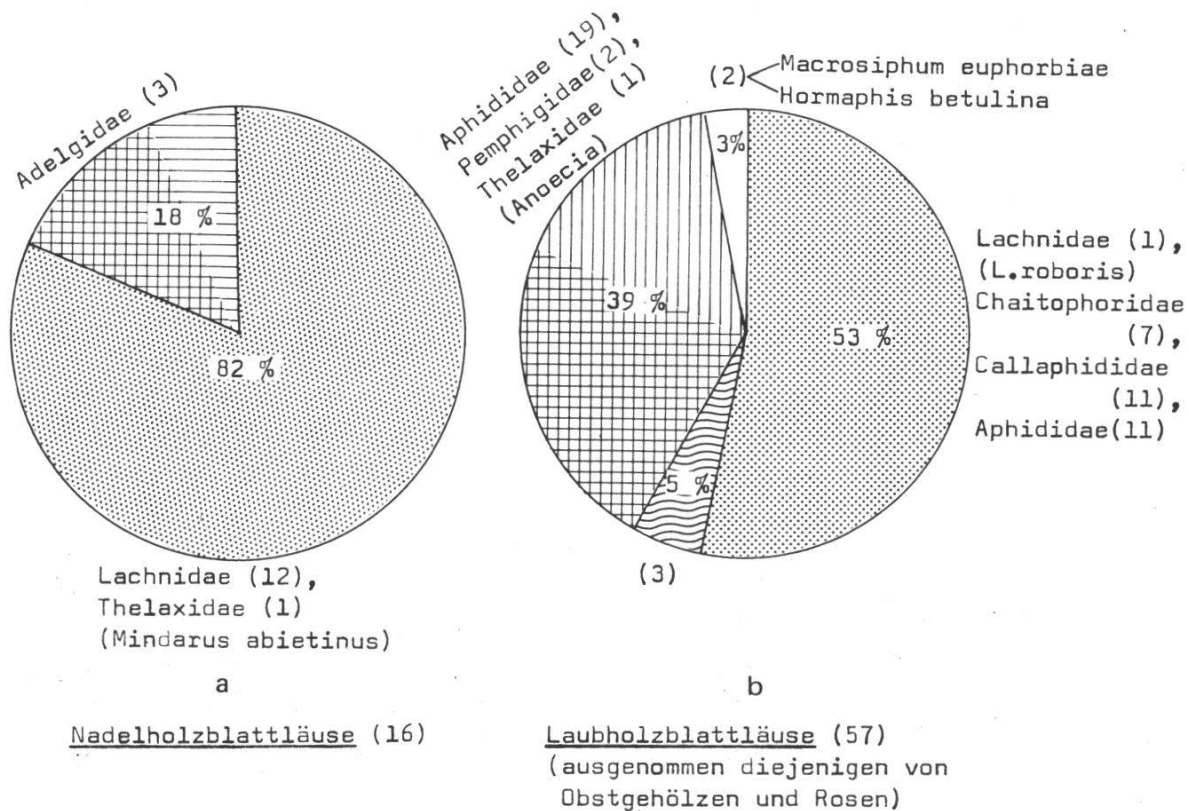 Adelgidae (3)
18 %
82 %
Lachnidae (12),
Thelaxidae (1)
(Mindarus abietinus)
a
Nadelholzblattläuse (16)
Aphididae (19),
Pemphigidae(2),
Thelaxidae (1)
(Anoecia)
(2)
Macrosiphum euphorbiae
Hormaphis betulina
3%
39 %
53 %
5 %
(3)
Lachnidae (1),
(L.roboris)
Chaitophoridae
(7),
Callaphididae
(11),
Aphididae(11)
b
Laubholzblattläuse (57)
(ausgenommen diejenigen von
Obstgehölzen und Rosen)